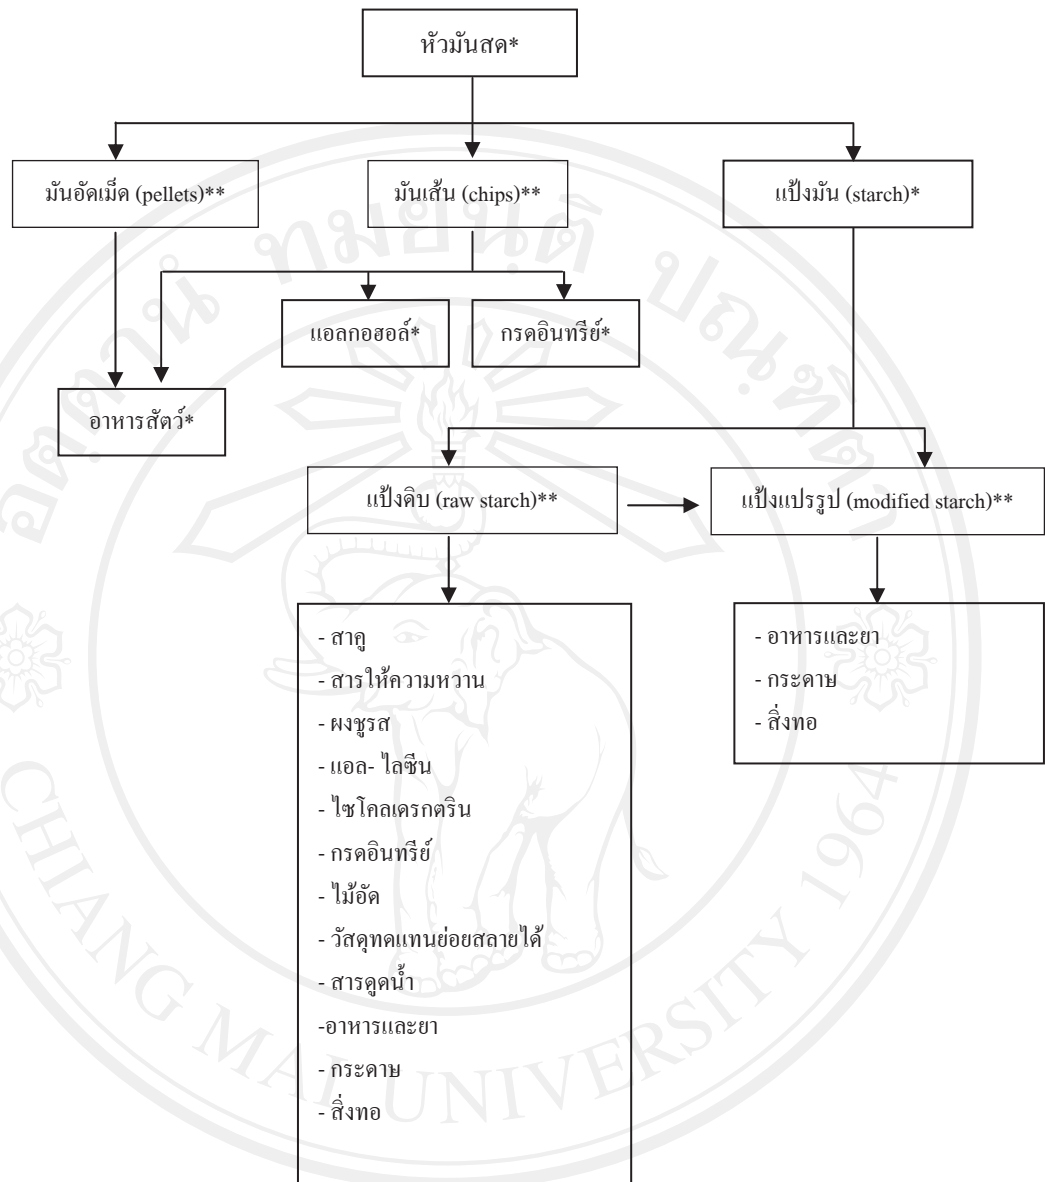 หัวมันสด*
มันอัดเม็ด (pellets)**
มันเส้น (chips)**
แป้งมัน (starch)*
แอลกอฮอล์*
กรดอินทรีย์*
อาหารสัตว์*
แป้งดิบ (raw starch)**
แป้งแปรรูป (modified starch)**
- สาคู
- สารให้ความหวาน
- ผงชูรส
- แอล- ไลซีน
- ไซโคลเดรกตริน
- กรดอินทรีย์
- ไม้อัด
- วัสดุทดแทนย่อยสลายได้
- สารดูดน้ำ
-อาหารและยา
- กระดาษ
- สิ่งทอ
- อาหารและยา
- กระดาษ
- สิ่งทอ
CHIANG MAI UNIVERSITY 1964